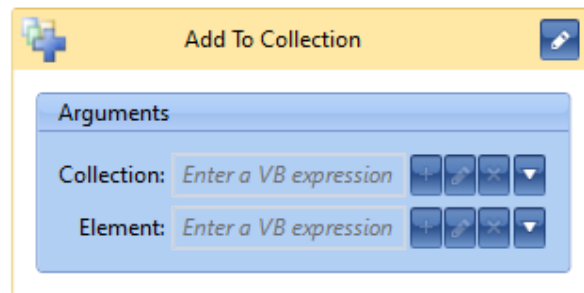 Add To Collection
Arguments
Collection: Enter a VB expression
Element: Enter a VB expression